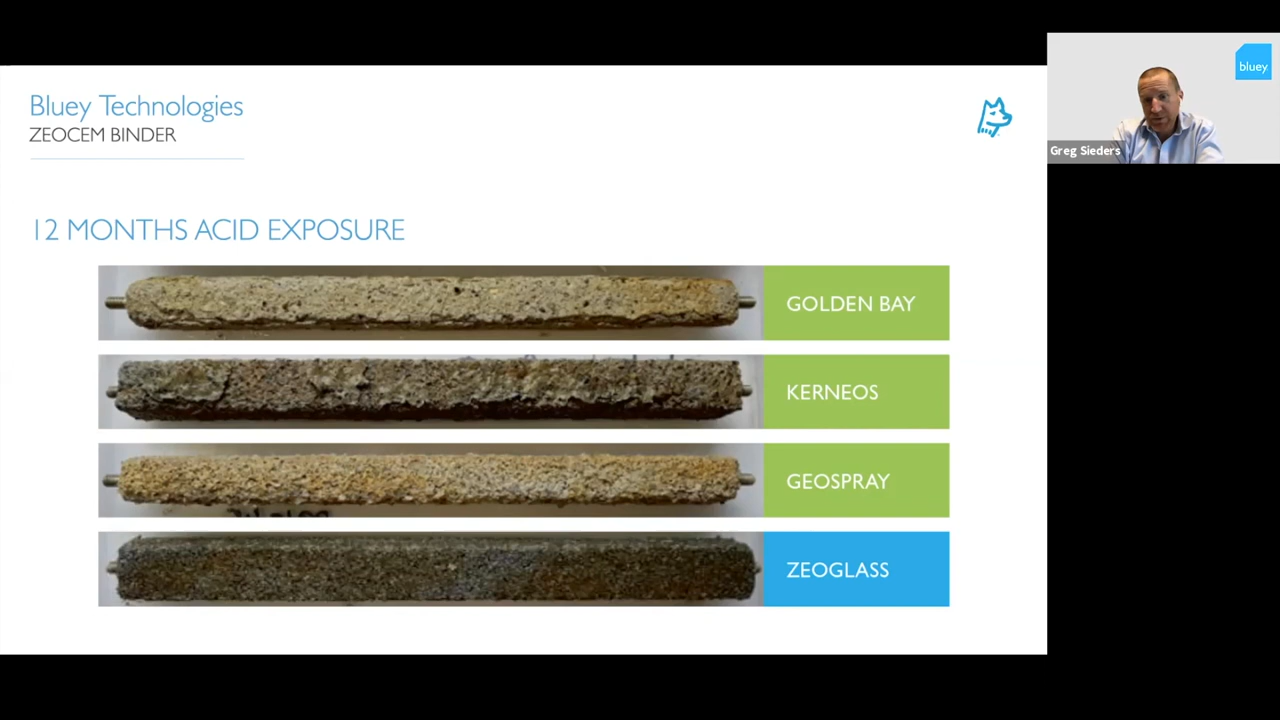 Bluey Technologies
ZEOCEM BINDER
bluey
Greg Sieders
12 MONTHS ACID EXPOSURE
GOLDEN BAY
KERNEOS
GEOSPRAY
ZEOGLASS